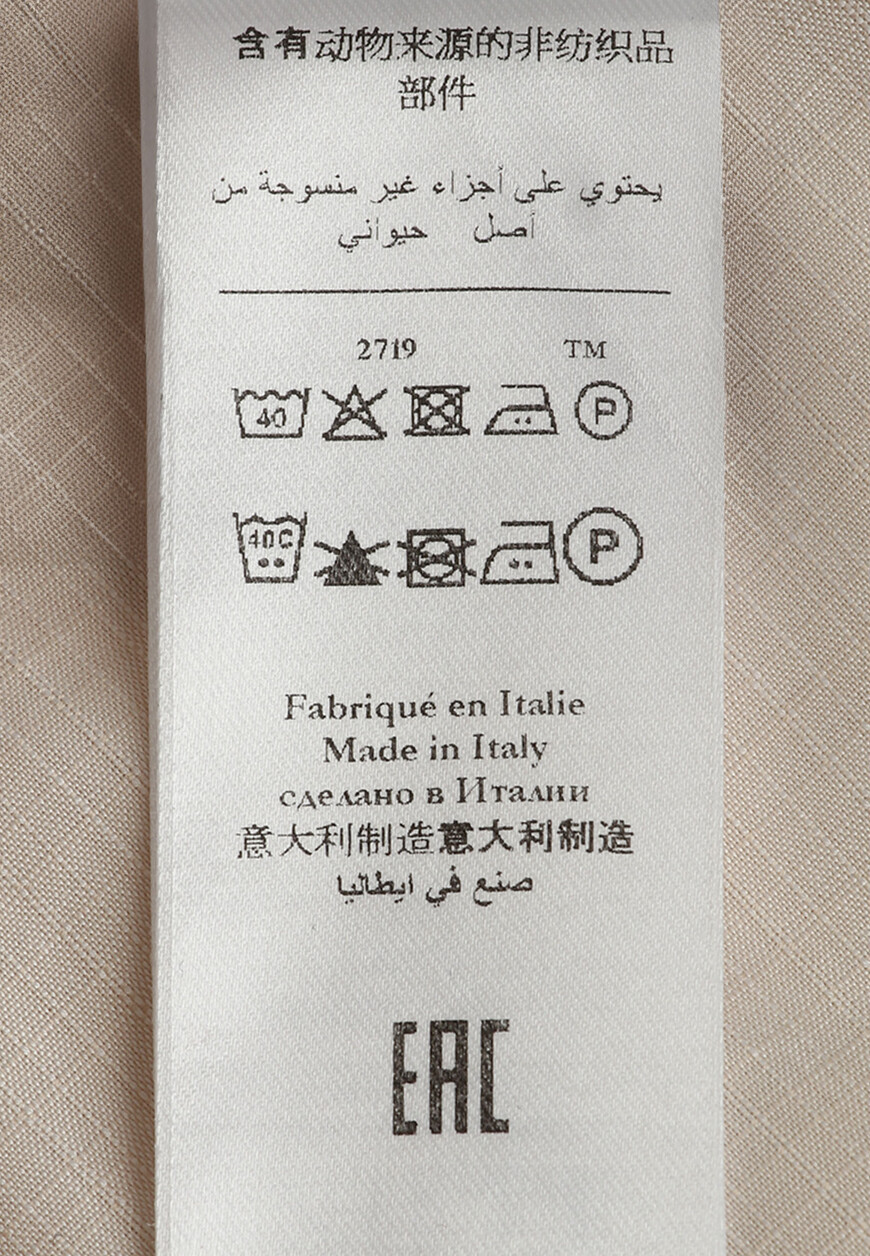 含有动物来源的非纺织品
部件
يحتوي على أجزاء غير منسوجة من
أصل حيواني
2719 TM
40 P
40C P
Fabriqué en Italie
Made in Italy
сделано в Италии
意大利制造意大利制造
صنع في ايطاليا
EAC